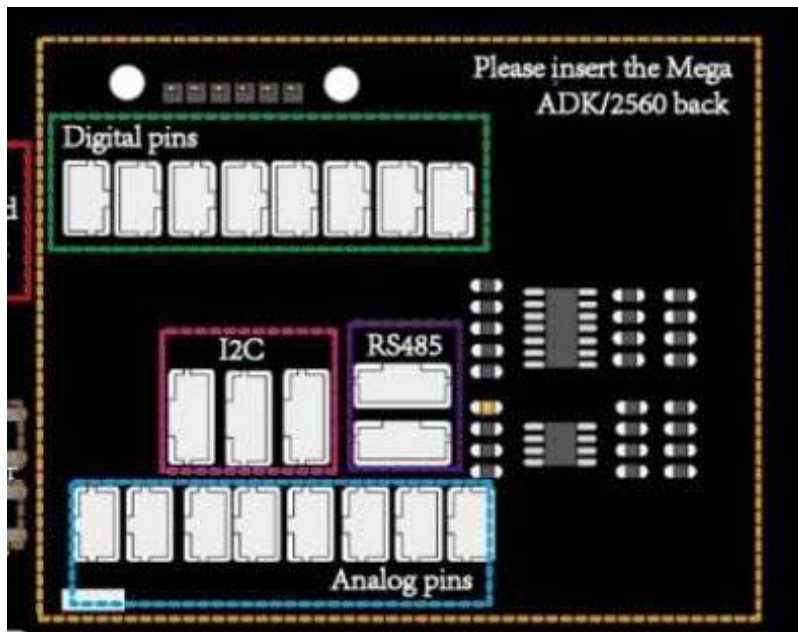 Please insert the Mega
ADK/2560 back
Digital pins
I2C
RS485
Analog pins